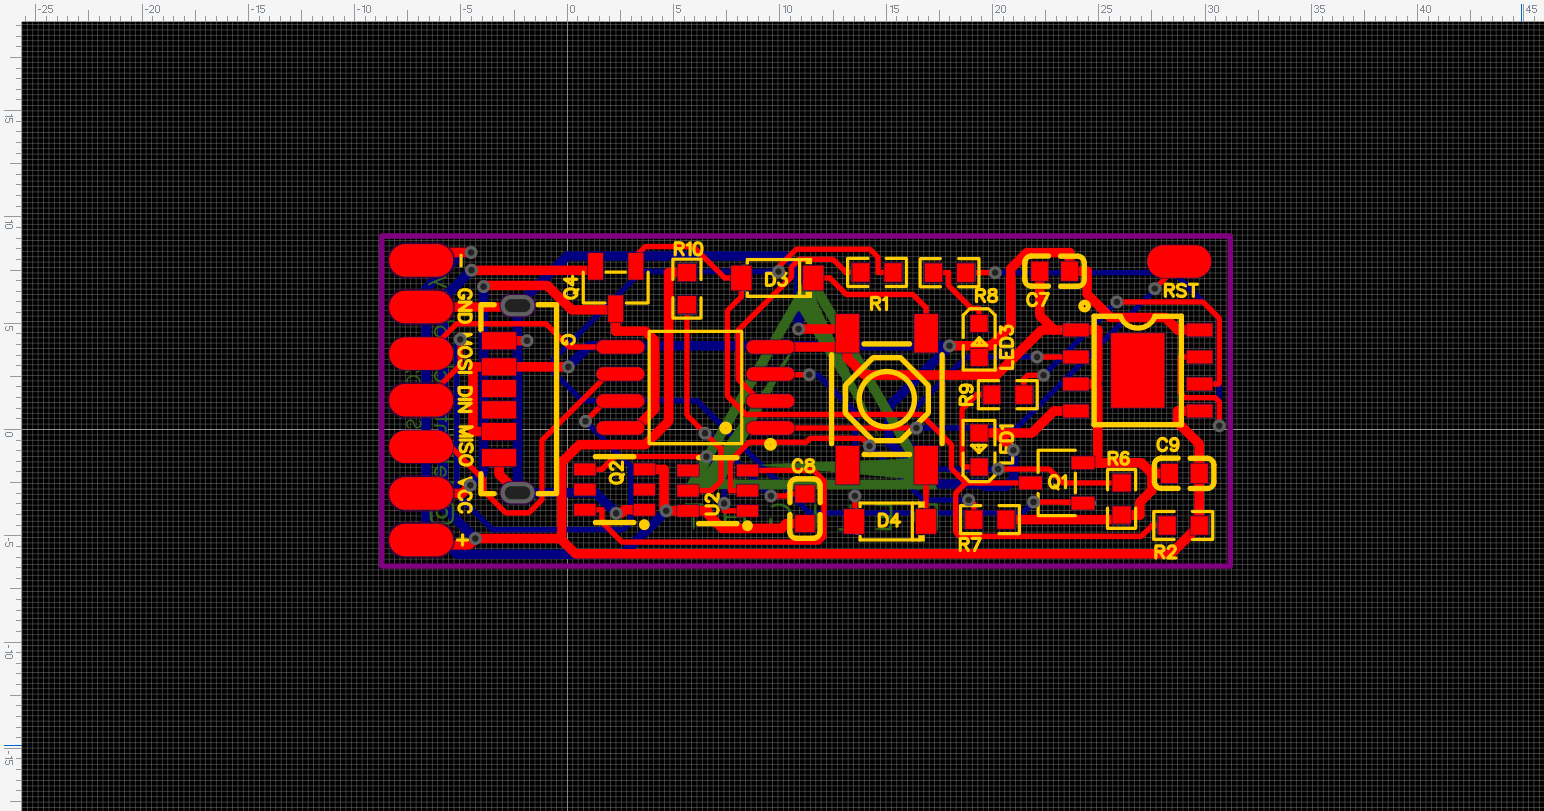 -25 -20 -15 -10 -5 0 5 10 15 20 25 30 35 40 45
15
10
5
0
-5
-10
-15
R10
D3
Q4
R1
R8
C7
RST
-
GND
MOSI
DIN
MISO
VCC
+
G
LED3
R9
LED1
Q2
U2
C8
D4
R7
Q1
R6
C9
R2